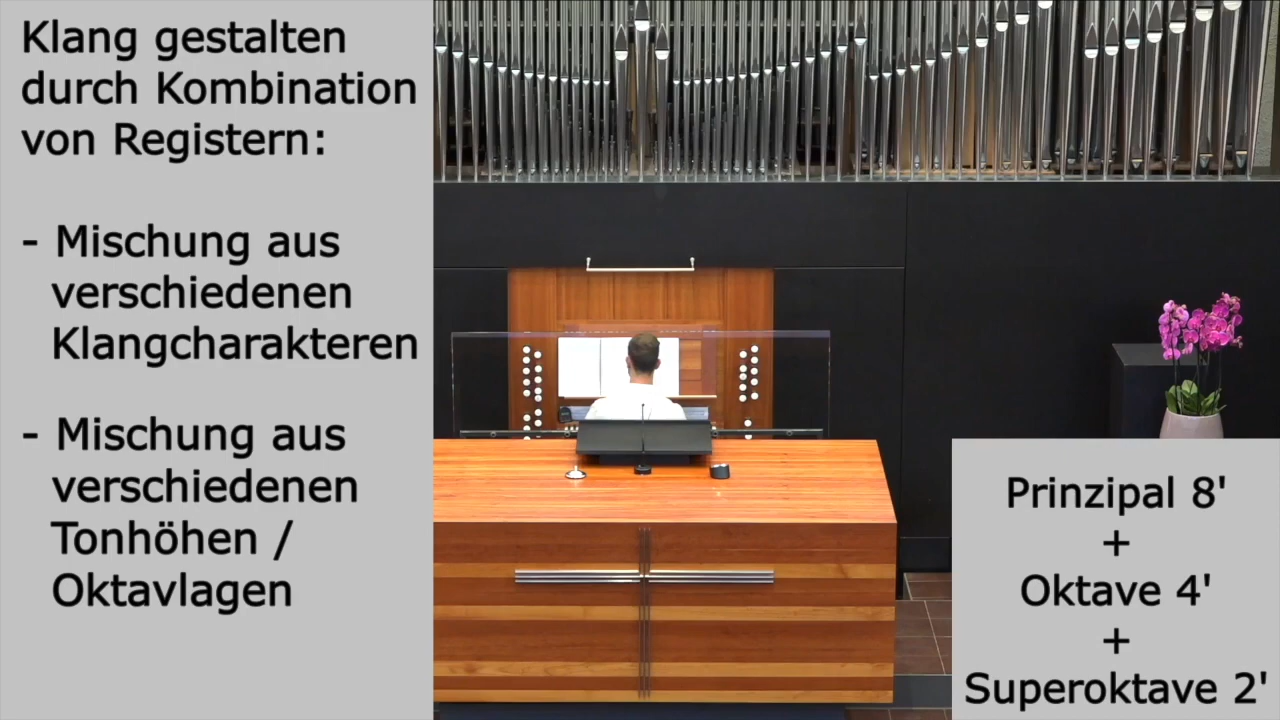 Klang gestalten
durch Kombination
von Registern:
- Mischung aus
verschiedenen
Klangcharakteren
- Mischung aus
verschiedenen
Tonhöhen /
Oktavlagen
Prinzipal 8'
+
Oktave 4'
+
Superoktave 2'